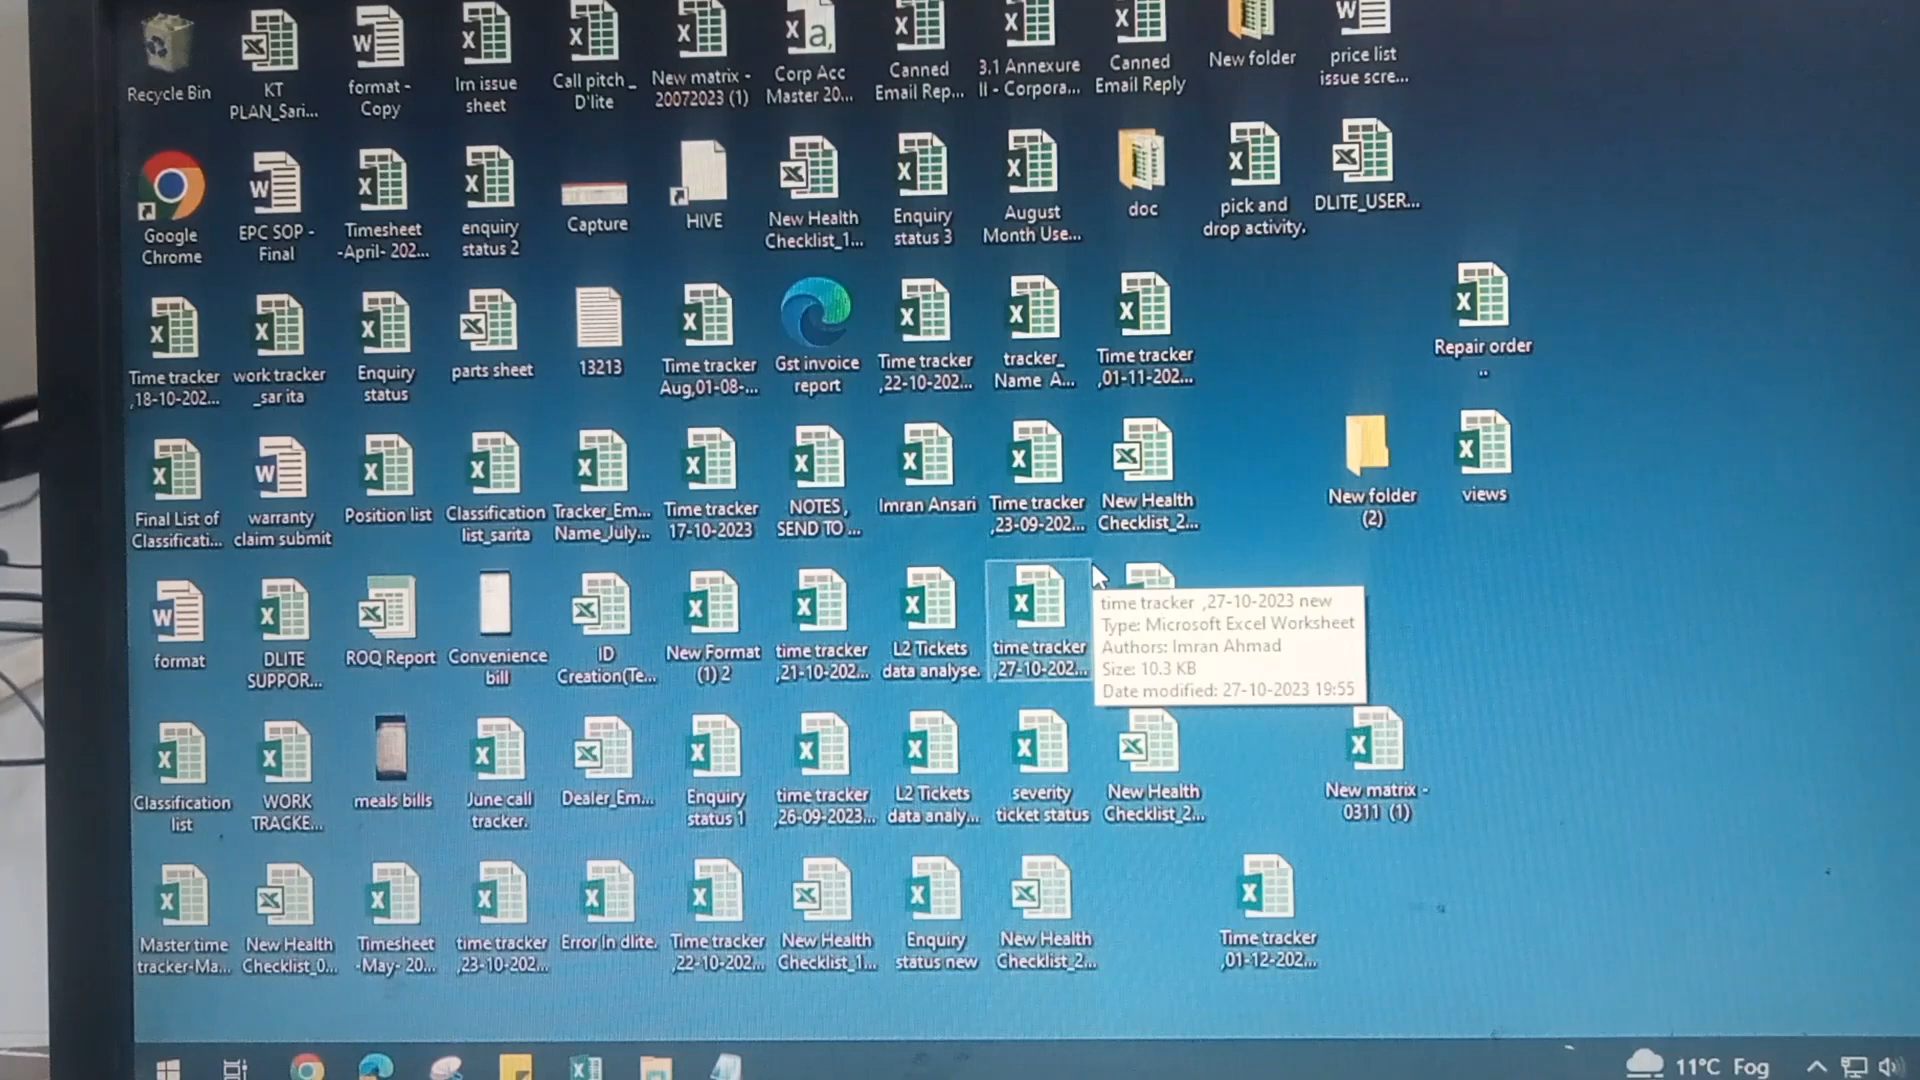 Recycle Bin
KT
PLAN_Sari...
format -
Copy
Irn issue
sheet
Call pitch _
D'lite
New matrix -
20072023 (1)
Corp Acc
Master 20...
Canned
Email Rep...
3.1 Annexure
II - Corpora...
Canned
Email Reply
New folder
price list
issue scre...
Google
Chrome
EPC SOP -
Final
Timesheet
-April- 202...
enquiry
status 2
Capture
HIVE
New Health
Checklist_1...
Enquiry
status 3
August
Month Use...
doc
pick and
drop activity.
DLITE_USER...
Time tracker
,18-10-202...
work tracker
_sar ita
Enquiry
status
parts sheet
13213
Time tracker
Aug,01-08-...
Gst invoice
report
Time tracker
,22-10-202...
tracker_
Name A...
Time tracker
,01-11-202...
Repair order
..
Final List of
Classificati...
warranty
claim submit
Position list
Classification
list_sarita
Tracker_Em...
Name_July...
Time tracker
17-10-2023
NOTES ,
SEND TO ...
Imran Ansari
Time tracker
,23-09-202...
New Health
Checklist_2...
New folder
(2)
views
format
DLITE
SUPPOR...
ROQ Report
Convenience
bill
ID
Creation(Te...
New Format
(1) 2
time tracker
,21-10-202...
L2 Tickets
data analyse.
time tracker
,27-10-202...
time tracker ,27-10-2023 new
Type: Microsoft Excel Worksheet
Authors: Imran Ahmad
Size: 10.3 KB
Date modified: 27-10-2023 19:55
Classification
list
WORK
TRACKE...
meals bills
June call
tracker.
Dealer_Em...
Enquiry
status 1
time tracker
,26-09-2023...
L2 Tickets
data analy...
severity
ticket status
New Health
Checklist_2...
New matrix -
0311 (1)
Master time
tracker-Ma...
New Health
Checklist_0...
Timesheet
-May- 20...
time tracker
,23-10-202...
Error In dlite.
Time tracker
,22-10-202...
New Health
Checklist_1...
Enquiry
status new
New Health
Checklist_2...
Time tracker
,01-12-202...
11°C Fog